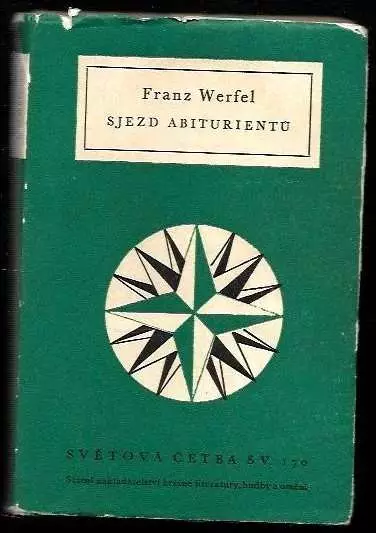 Franz Werfel
SJEZD ABITURIENTŮ
SVĚTOVÁ ČETBA SV. 170
Státní nakladatelství krásné literatury, hudby a umění